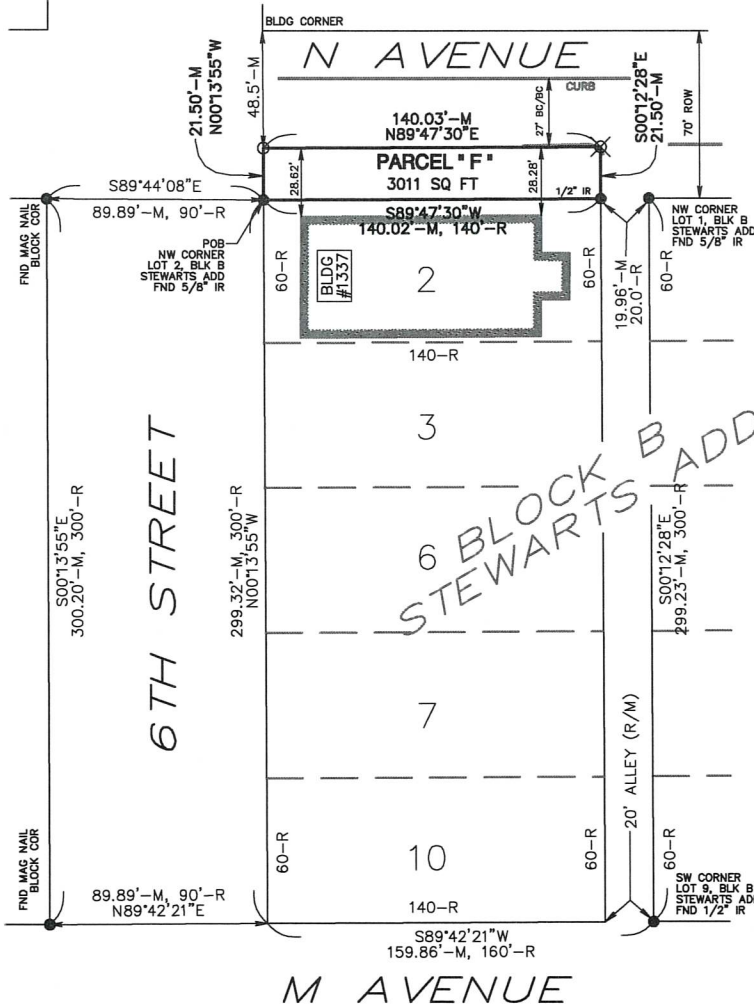 BLDG CORNER
N AVENUE
CURB
21.50'-M
N00°13'55"W
48.5'-M
27' BC/BC
S00°12'28"E
21.50'-M
70' ROW
140.03'-M
N89°47'30"E
PARCEL "F"
3011 SQ FT
28.62'
28.28'
1/2" IR
S89°44'08"E
89.89'-M, 90'-R
S89°47'30"W
140.02'-M, 140'-R
FND MAG NAIL
BLOCK COR
POB
NW CORNER
LOT 2, BLK B
STEWARTS ADD
FND 5/8" IR
NW CORNER
LOT 1, BLK B
STEWARTS ADD
FND 5/8" IR
60-R
BLDG
#1337
2
60-R
19.96'-M
20.0'-R
60-R
140-R
3
BLOCK B
STEWARTS ADD
6TH STREET
S00°13'55"E
300.20'-M, 300'-R
299.32'-M, 300'-R
N00°13'55"W
6
S00°12'28"E
299.23'-M, 300'-R
7
20' ALLEY (R/M)
FND MAG NAIL
BLOCK COR
60-R
10
60-R
60-R
89.89'-M, 90'-R
N89°42'21"E
140-R
SW CORNER
LOT 9, BLK B
STEWARTS ADD
FND 1/2" IR
S89°42'21"W
159.86'-M, 160'-R
M AVENUE